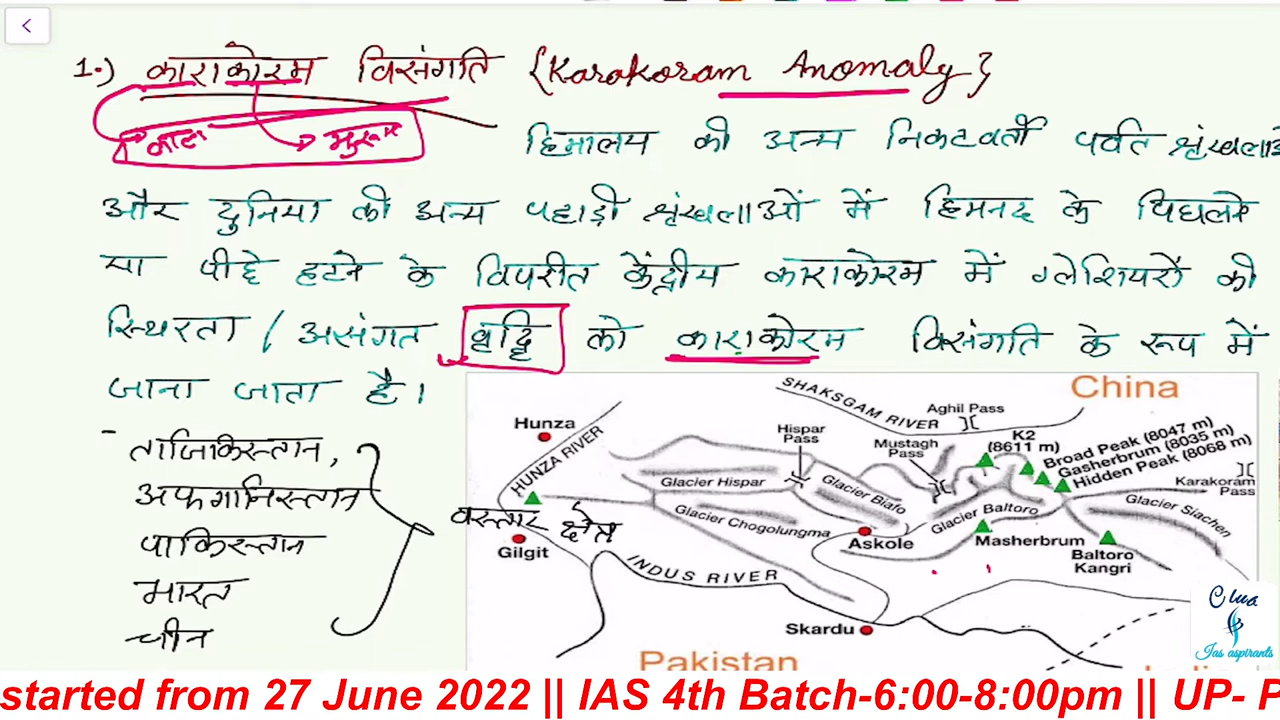 1.) काराकोरम विसंगति {Karakoram Anomaly}
काला
हिमालय की अन्य निकटवर्ती पर्वत श्रृंखलाओ
और दुनिया की अन्य पहाड़ी श्रृंखलाओं में हिमनद के पिघलने
या पीछे हटने के विपरीत केंद्रीय काराकोरम में ग्लेशियरों की
स्थिरता / असंगत वृद्धि को काराकोरम विसंगति के रूप में
जाना जाता है।
ताजिकिस्तान,
अफगानिस्तान
पाकिस्तान
भारत
चीन
क्षेत्र
China
SHAKSGAM RIVER
Aghil Pass
Hunza
HUNZA RIVER
Hispar Pass
Mustagh Pass
K2 (8611 m)
Broad Peak (8047 m)
Gasherbrum (8035 m)
Hidden Peak (8068 m)
Karakoram Pass
Glacier Hispar
Glacier Biafo
Glacier Baltoro
Glacier Siachen
Glacier Chogolungma
Gilgit
Askole
Masherbrum
Baltoro Kangri
INDUS RIVER
Skardu
Pakistan
Clua
Ias aspirants
started from 27 June 2022 || IAS 4th Batch-6:00-8:00pm || UP- P